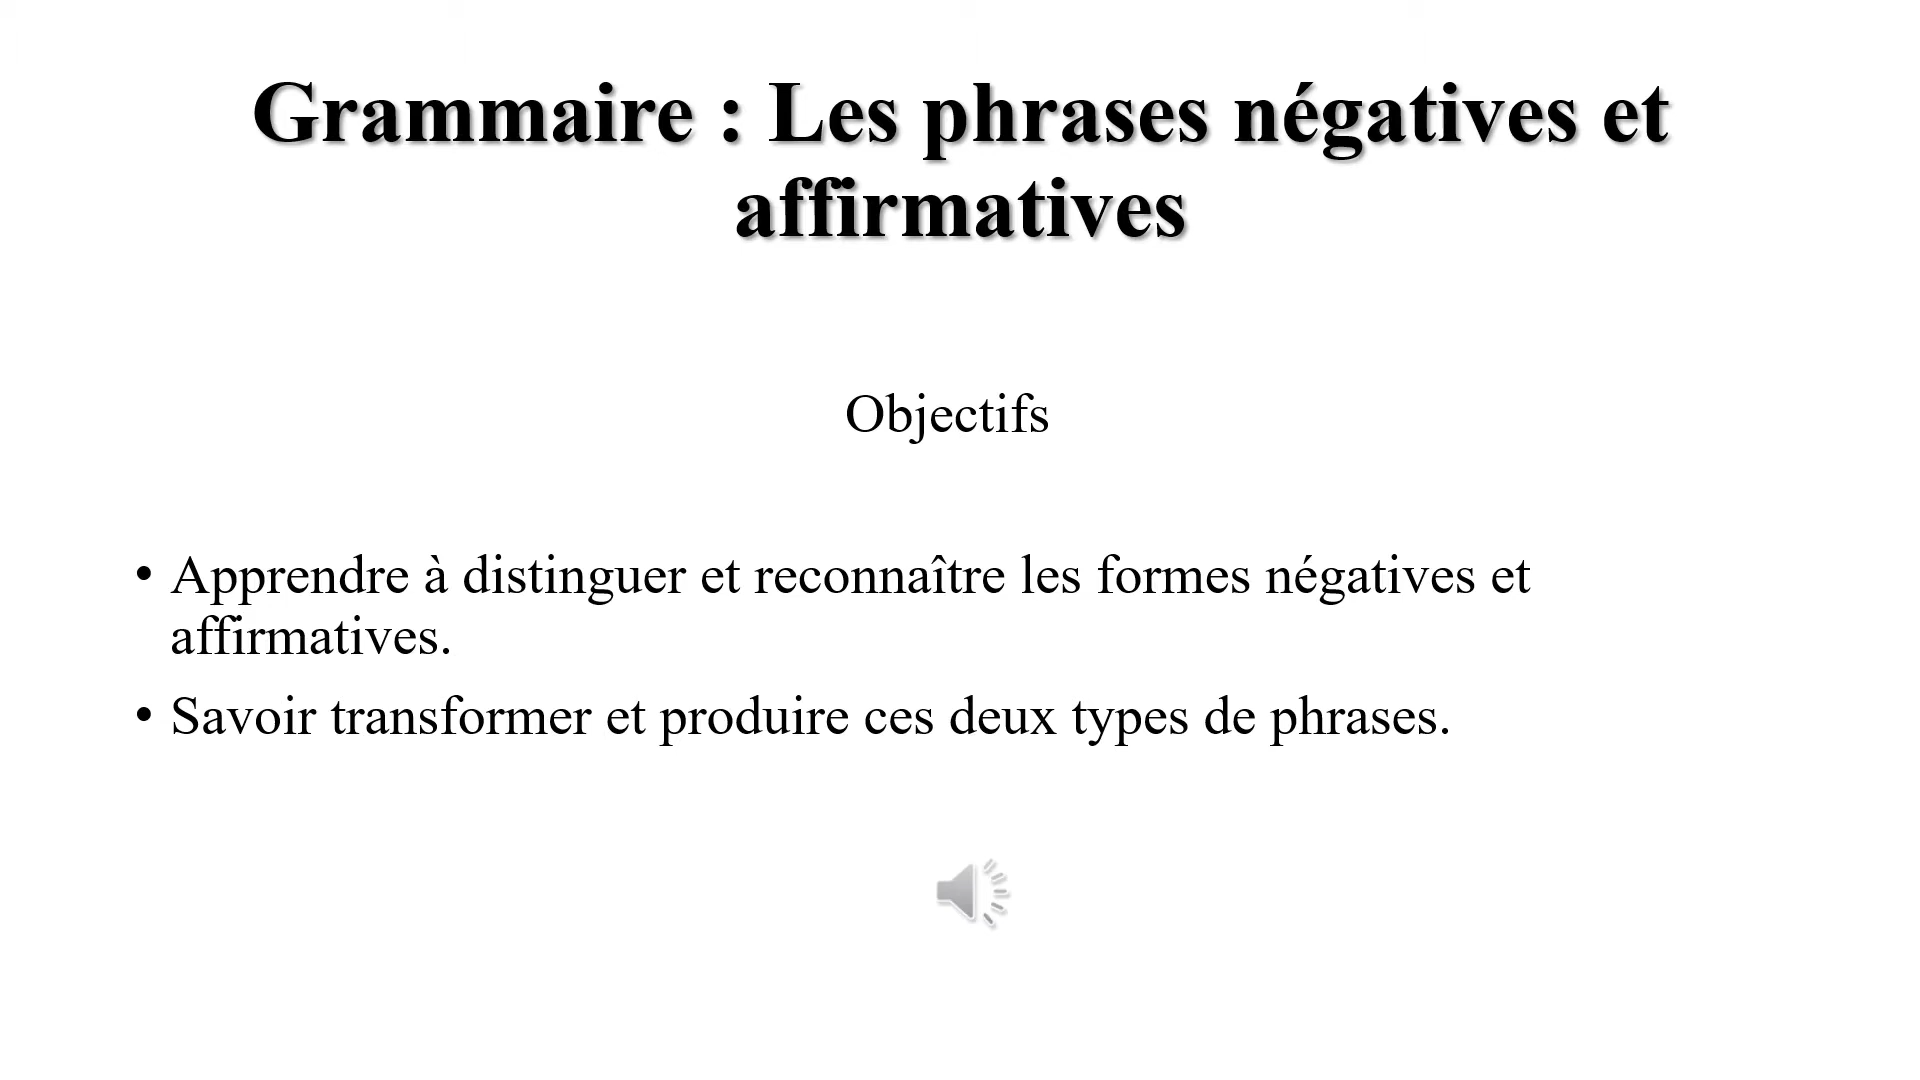 Grammaire : Les phrases négatives et
affirmatives
Objectifs
• Apprendre à distinguer et reconnaître les formes négatives et
affirmatives.
• Savoir transformer et produire ces deux types de phrases.